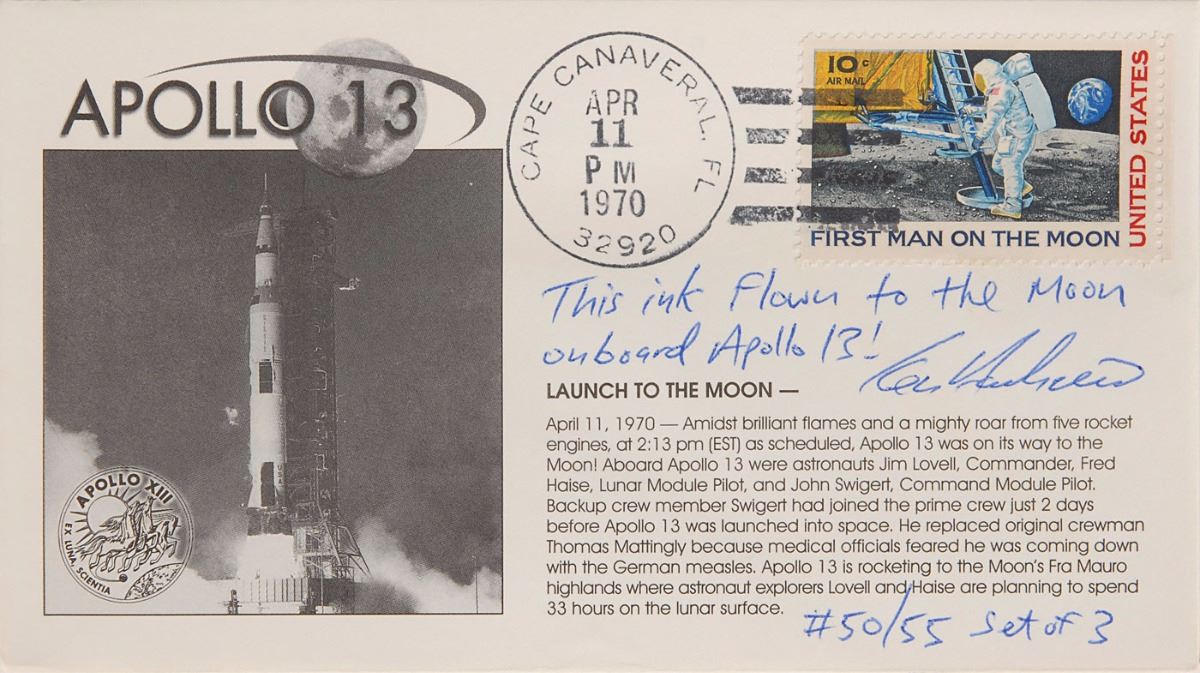 APOLLO 13
CAPE CANAVERAL, FL
APR
11
PM
1970
32920
10c
AIR MAIL
UNITED STATES
FIRST MAN ON THE MOON
This ink Flown to the Moon
onboard Apollo 13!
LAUNCH TO THE MOON —
April 11, 1970 — Amidst brilliant flames and a mighty roar from five rocket
engines, at 2:13 pm (EST) as scheduled, Apollo 13 was on its way to the
Moon! Aboard Apollo 13 were astronauts Jim Lovell, Commander, Fred
Haise, Lunar Module Pilot, and John Swigert, Command Module Pilot.
Backup crew member Swigert had joined the prime crew just 2 days
before Apollo 13 was launched into space. He replaced original crewman
Thomas Mattingly because medical officials feared he was coming down
with the German measles. Apollo 13 is rocketing to the Moon's Fra Mauro
highlands where astronaut explorers Lovell and Haise are planning to spend
33 hours on the lunar surface.
#50/55 Set of 3
APOLLO XIII
EX LUNA, SCIENTIA
USA